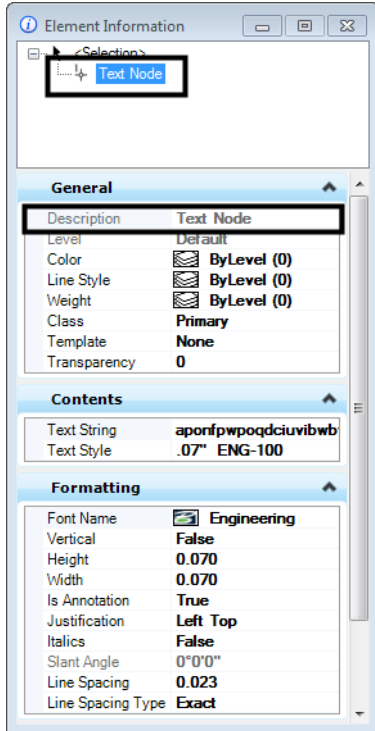 Element Information
<Selection>
Text Node
General
Description Text Node
Level Default
Color ByLevel (0)
Line Style ByLevel (0)
Weight ByLevel (0)
Class Primary
Template None
Transparency 0
Contents
Text String aponfpwpoqdciuvibwb
Text Style .07" ENG-100
Formatting
Font Name Engineering
Vertical False
Height 0.070
Width 0.070
Is Annotation True
Justification Left Top
Italics False
Slant Angle 0°0'0"
Line Spacing 0.023
Line Spacing Type Exact